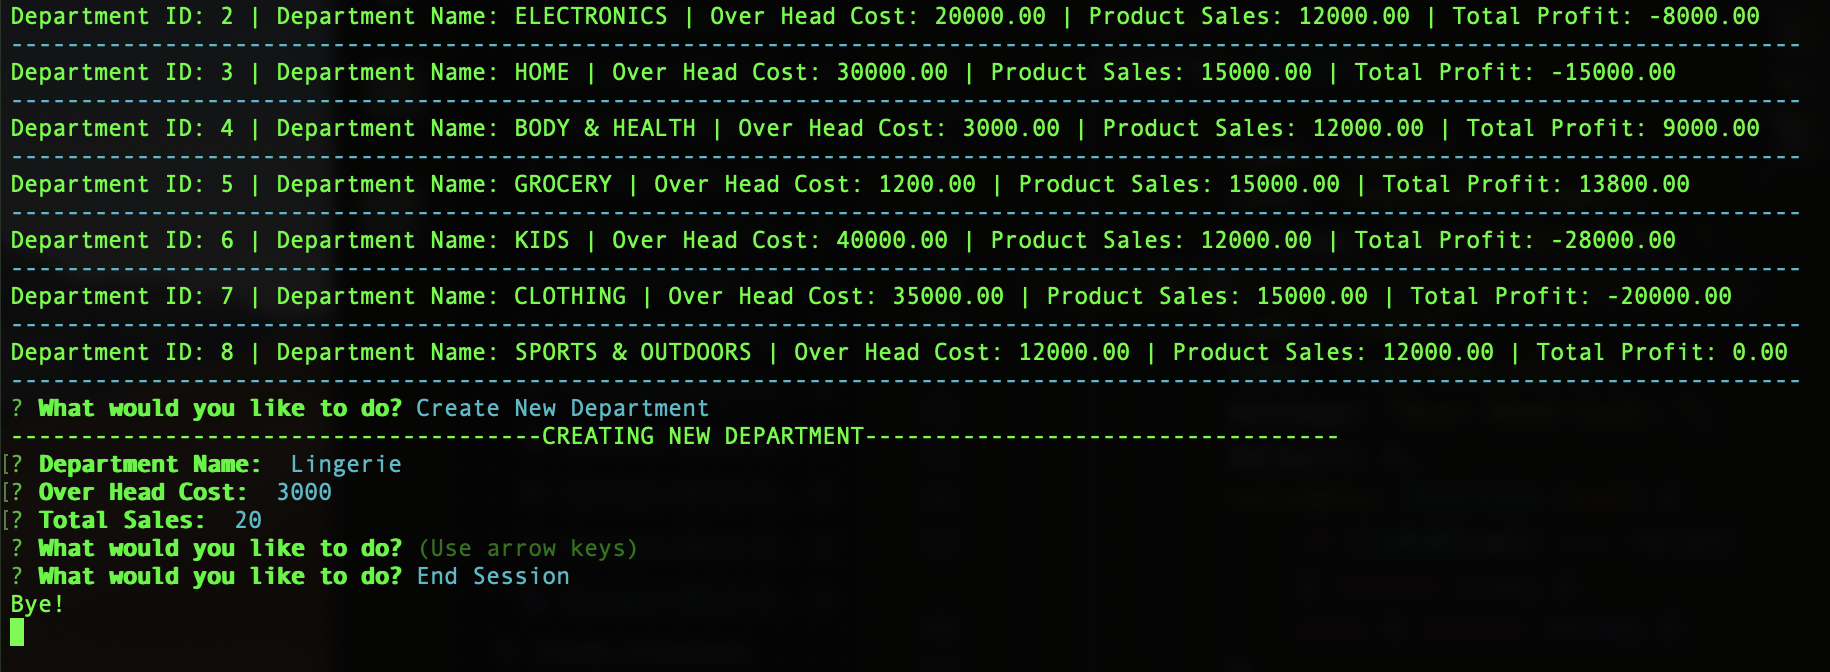 Department ID: 2 | Department Name: ELECTRONICS | Over Head Cost: 20000.00 | Product Sales: 12000.00 | Total Profit: -8000.00
--------------------------------------------------------------------------------------------------------------------------------
Department ID: 3 | Department Name: HOME | Over Head Cost: 30000.00 | Product Sales: 15000.00 | Total Profit: -15000.00
--------------------------------------------------------------------------------------------------------------------------------
Department ID: 4 | Department Name: BODY & HEALTH | Over Head Cost: 3000.00 | Product Sales: 12000.00 | Total Profit: 9000.00
--------------------------------------------------------------------------------------------------------------------------------
Department ID: 5 | Department Name: GROCERY | Over Head Cost: 1200.00 | Product Sales: 15000.00 | Total Profit: 13800.00
--------------------------------------------------------------------------------------------------------------------------------
Department ID: 6 | Department Name: KIDS | Over Head Cost: 40000.00 | Product Sales: 12000.00 | Total Profit: -28000.00
--------------------------------------------------------------------------------------------------------------------------------
Department ID: 7 | Department Name: CLOTHING | Over Head Cost: 35000.00 | Product Sales: 15000.00 | Total Profit: -20000.00
--------------------------------------------------------------------------------------------------------------------------------
Department ID: 8 | Department Name: SPORTS & OUTDOORS | Over Head Cost: 12000.00 | Product Sales: 12000.00 | Total Profit: 0.00
--------------------------------------------------------------------------------------------------------------------------------
? What would you like to do? Create New Department
--------------------------------------CREATING NEW DEPARTMENT----------------------------------
[? Department Name:  Lingerie
[? Over Head Cost:  3000
[? Total Sales:  20
? What would you like to do? (Use arrow keys)
? What would you like to do? End Session
Bye!